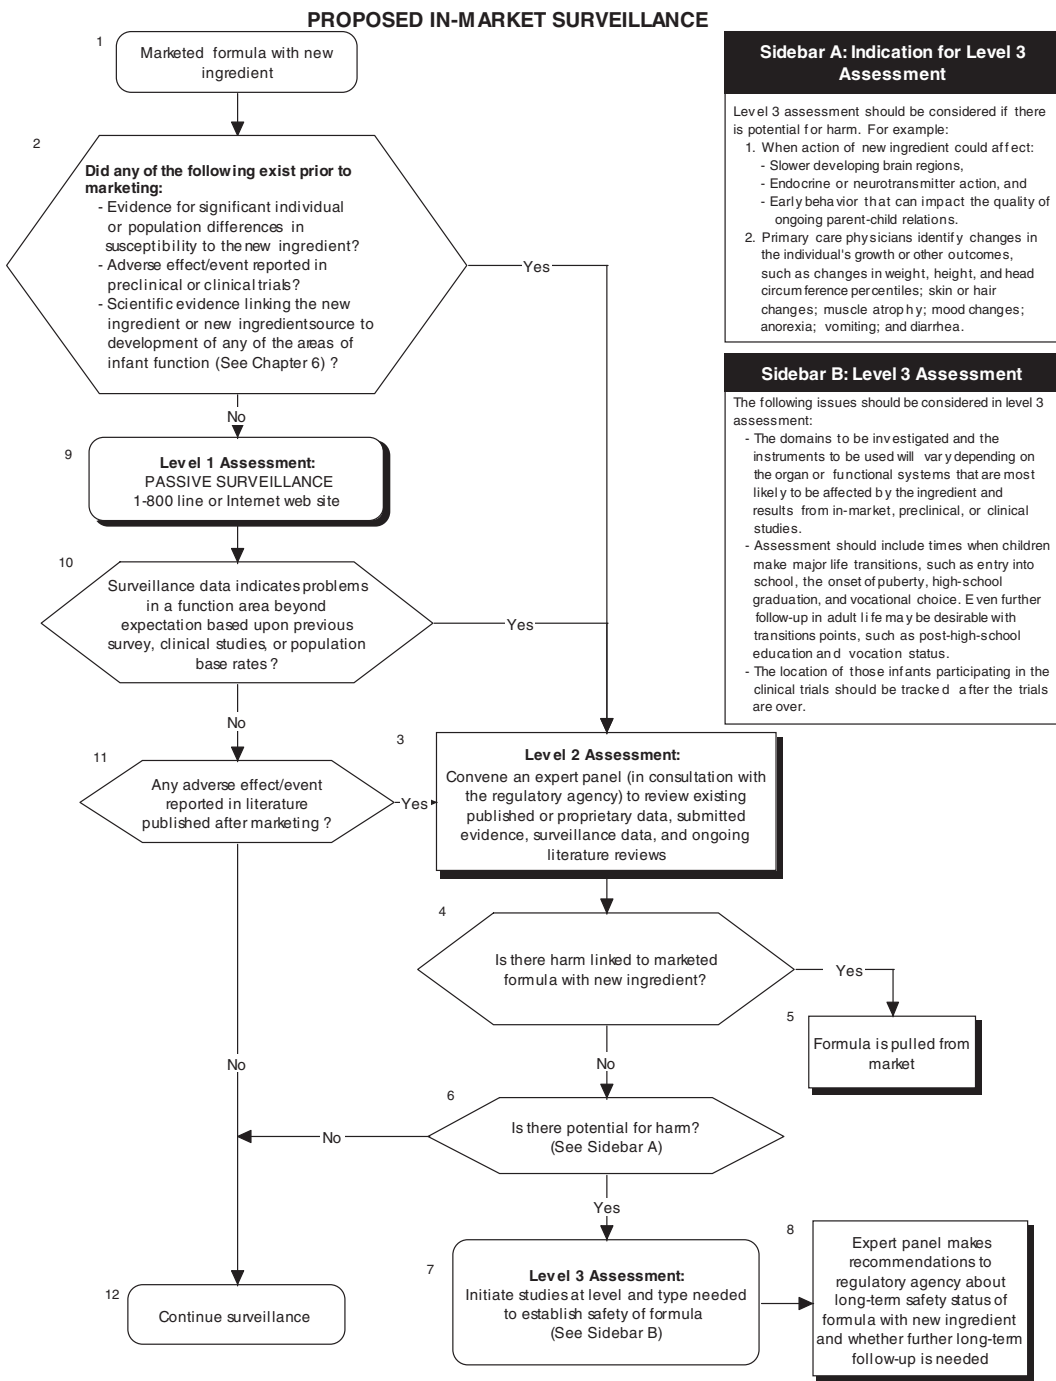 PROPOSED IN-MARKET SURVEILLANCE
1
Marketed formula with new
ingredient
2
Did any of the following exist prior to
marketing:
- Evidence for significant individual
or population differences in
susceptibility to the new ingredient?
- Adverse effect/event reported in
preclinical or clinical trials?
- Scientific evidence linking the new
ingredient or new ingredient source to
development of any of the areas of
infant function (See Chapter 6) ?
Yes
No
9
Level 1 Assessment:
PASSIVE SURVEILLANCE
1-800 line or Internet web site
10
Surveillance data indicates problems
in a function area beyond
expectation based upon previous
survey, clinical studies, or population
base rates ?
Yes
No
11
Any adverse effect/event
reported in literature
published after marketing ?
Yes
No
3
Level 2 Assessment:
Convene an expert panel (in consultation with
the regulatory agency) to review existing
published or proprietary data, submitted
evidence, surveillance data, and ongoing
literature reviews
4
Is there harm linked to marketed
formula with new ingredient?
Yes
No
5
Formula is pulled from
market
6
Is there potential for harm?
(See Sidebar A)
No
Yes
7
Level 3 Assessment:
Initiate studies at level and type needed
to establish safety of formula
(See Sidebar B)
8
Expert panel makes
recommendations to
regulatory agency about
long-term safety status of
formula with new ingredient
and whether further long-term
follow-up is needed
12
Continue surveillance
Sidebar A: Indication for Level 3
Assessment
Level 3 assessment should be considered if there
is potential for harm. For example:
1. When action of new ingredient could affect:
- Slower developing brain regions,
- Endocrine or neurotransmitter action, and
- Early behavior that can impact the quality of
ongoing parent-child relations.
2. Primary care physicians identify changes in
the individual's growth or other outcomes,
such as changes in weight, height, and head
circumference percentiles; skin or hair
changes; muscle atrophy; mood changes;
anorexia; vomiting; and diarrhea.
Sidebar B: Level 3 Assessment
The following issues should be considered in level 3
assessment:
- The domains to be investigated and the
instruments to be used will vary depending on
the organ or functional systems that are most
likely to be affected by the ingredient and
results from in-market, preclinical, or clinical
studies.
- Assessment should include times when children
make major life transitions, such as entry into
school, the onset of puberty, high-school
graduation, and vocational choice. Even further
follow-up in adult life may be desirable with
transitions points, such as post-high-school
education and vocation status.
- The location of those infants participating in the
clinical trials should be tracked after the trials
are over.